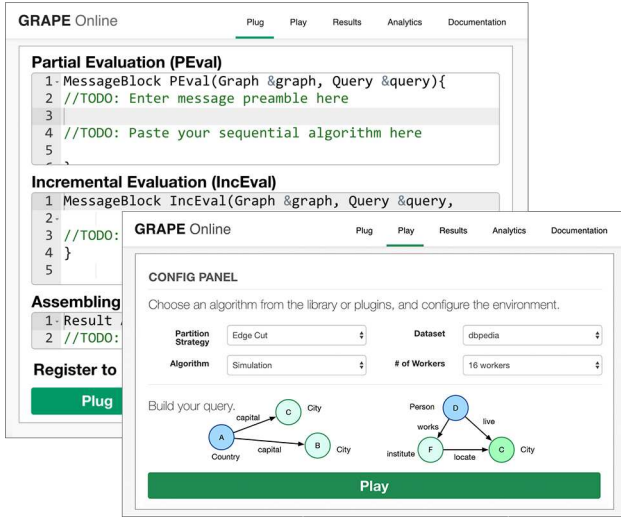 GRAPE Online Plug Play Results Analytics Documentation
Partial Evaluation (PEval)
1 MessageBlock PEval(Graph &graph, Query &query){
2 //TODO: Enter message preamble here
3
4 //TODO: Paste your sequential algorithm here
5
Incremental Evaluation (IncEval)
1 MessageBlock IncEval(Graph &graph, Query &query,
2
3 //TODO:
4 }
5
Assembling
1 Result
2 //TODO:
Register to
Plug
GRAPE Online Plug Play Results Analytics Documentation
CONFIG PANEL
Choose an algorithm from the library or plugins, and configure the environment.
Partition Strategy Edge Cut Dataset dbpedia
Algorithm Simulation # of Workers 16 workers
Build your query.
capital C City
A Country
capital B City
Person D
works live
institute F locate C City
Play